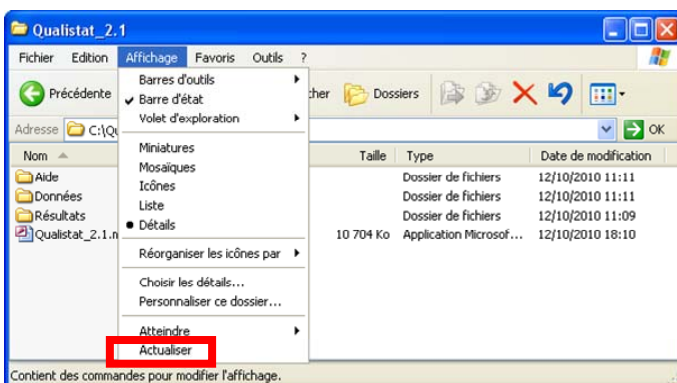 Qualistat_2.1
Fichier Edition Affichage Favoris Outils ?
Précédente cher Dossiers
Adresse C:\Qu OK
Barres d'outils
Barre d'état
Volet d'exploration
Miniatures
Mosaïques
Icônes
Liste
Détails
Réorganiser les icônes par
Choisir les détails...
Personnaliser ce dossier...
Atteindre
Actualiser
Nom Taille Type Date de modification
Aide Dossier de fichiers 12/10/2010 11:11
Données Dossier de fichiers 12/10/2010 11:11
Résultats Dossier de fichiers 12/10/2010 11:09
Qualistat_2.1.m 10 704 Ko Application Microsof... 12/10/2010 18:10
Contient des commandes pour modifier l'affichage.